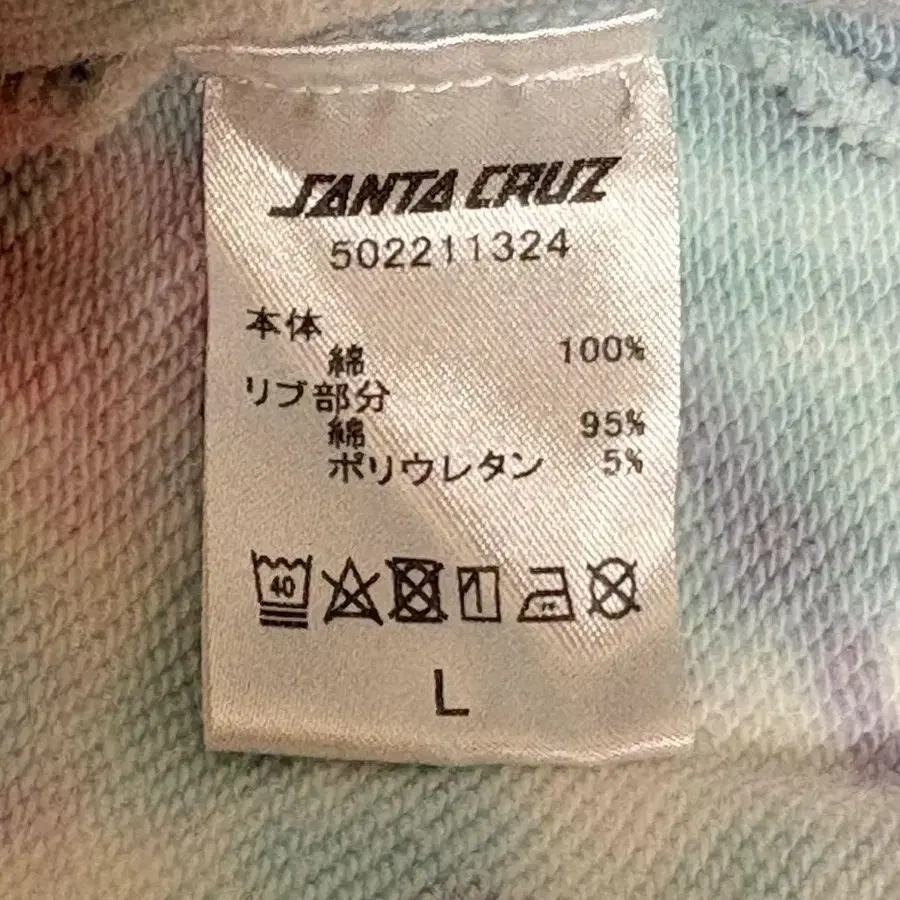 SANTA CRUZ
502211324
本体
綿 100%
リブ部分
綿 95%
ポリウレタン 5%
40
L